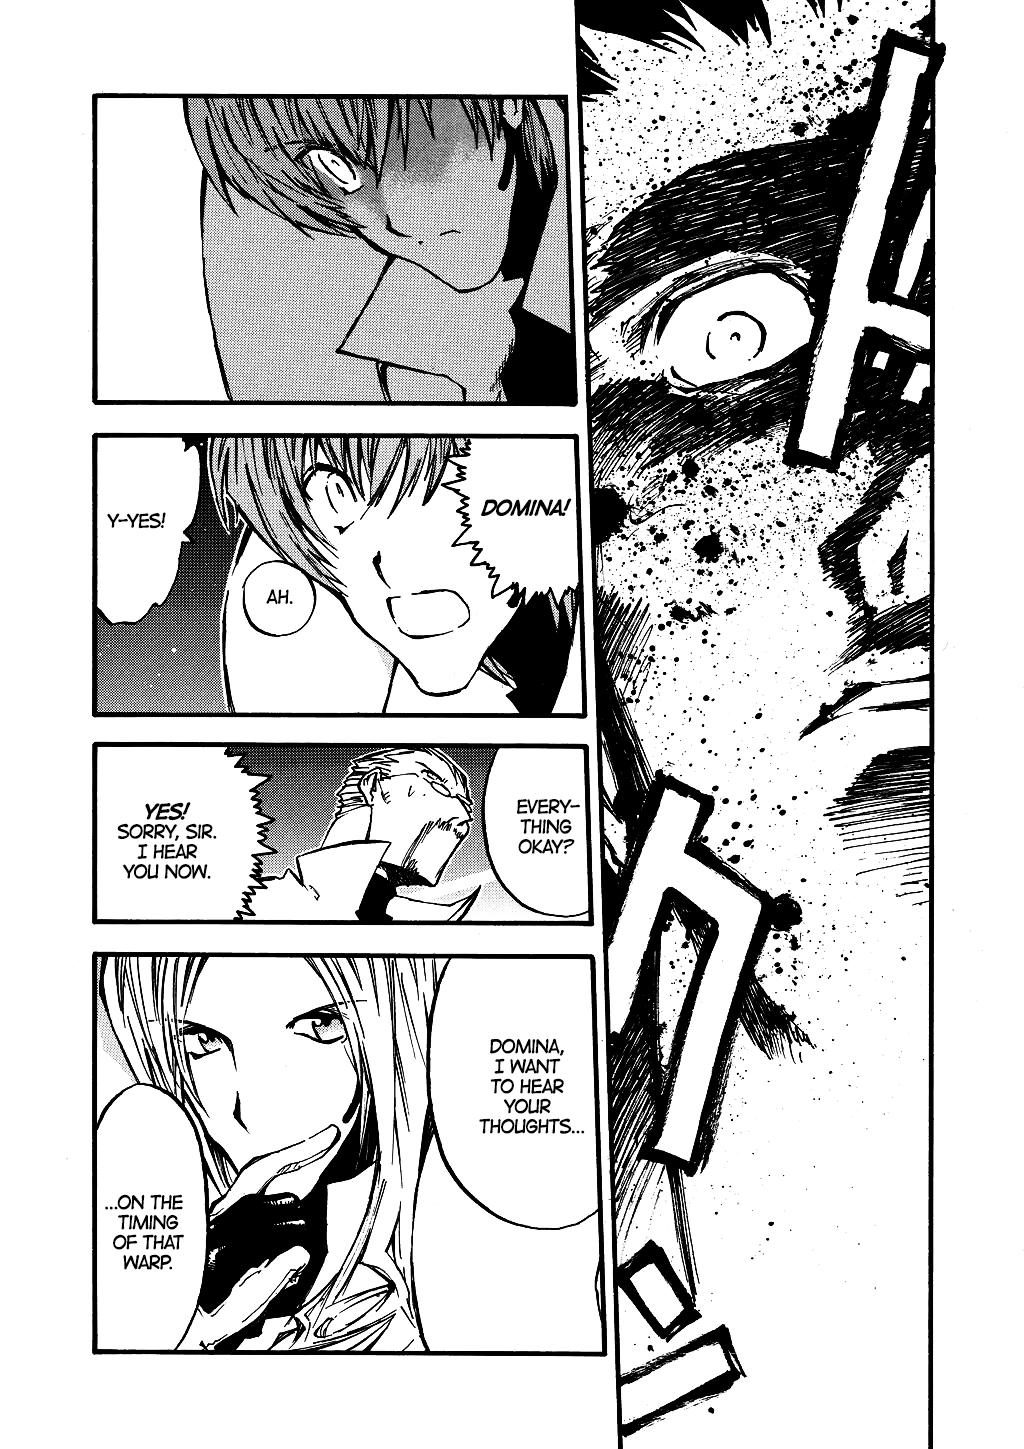 DOMINA!
AH.
Y-YES!
EVERY-
THING
OKAY?
YES!
SORRY, SIR.
I HEAR
YOU NOW.
DOMINA,
I WANT
TO HEAR
YOUR
THOUGHTS...
...ON THE
TIMING
OF THAT
WARP.